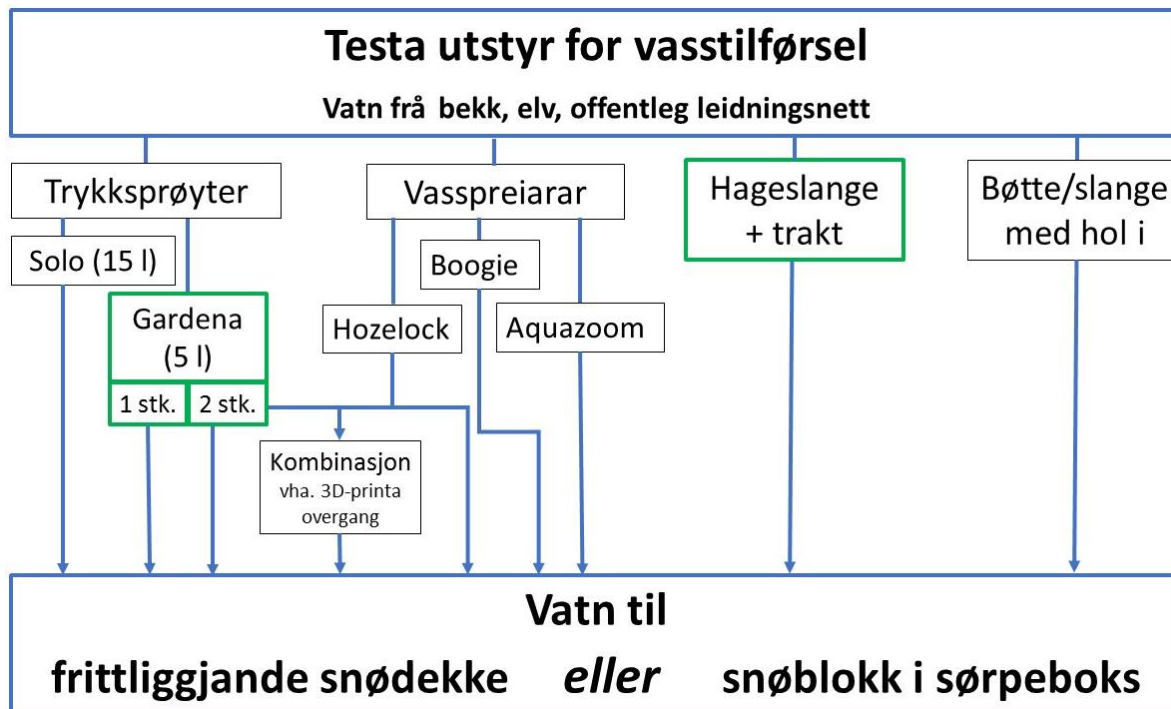 Testa utstyr for vasstilførsel
Vatn frå bekk, elv, offentleg leidningsnett
Trykksprøyter
Vasspreiarar
Hageslange
+ trakt
Bøtte/slange
med hol i
Solo (15 l)
Boogie
Gardena
(5 l)
Hozelock
Aquazoom
1 stk.
2 stk.
Kombinasjon
vha. 3D-printa
overgang
Vatn til
frittliggjande snødekke eller snøblokk i sørpeboks